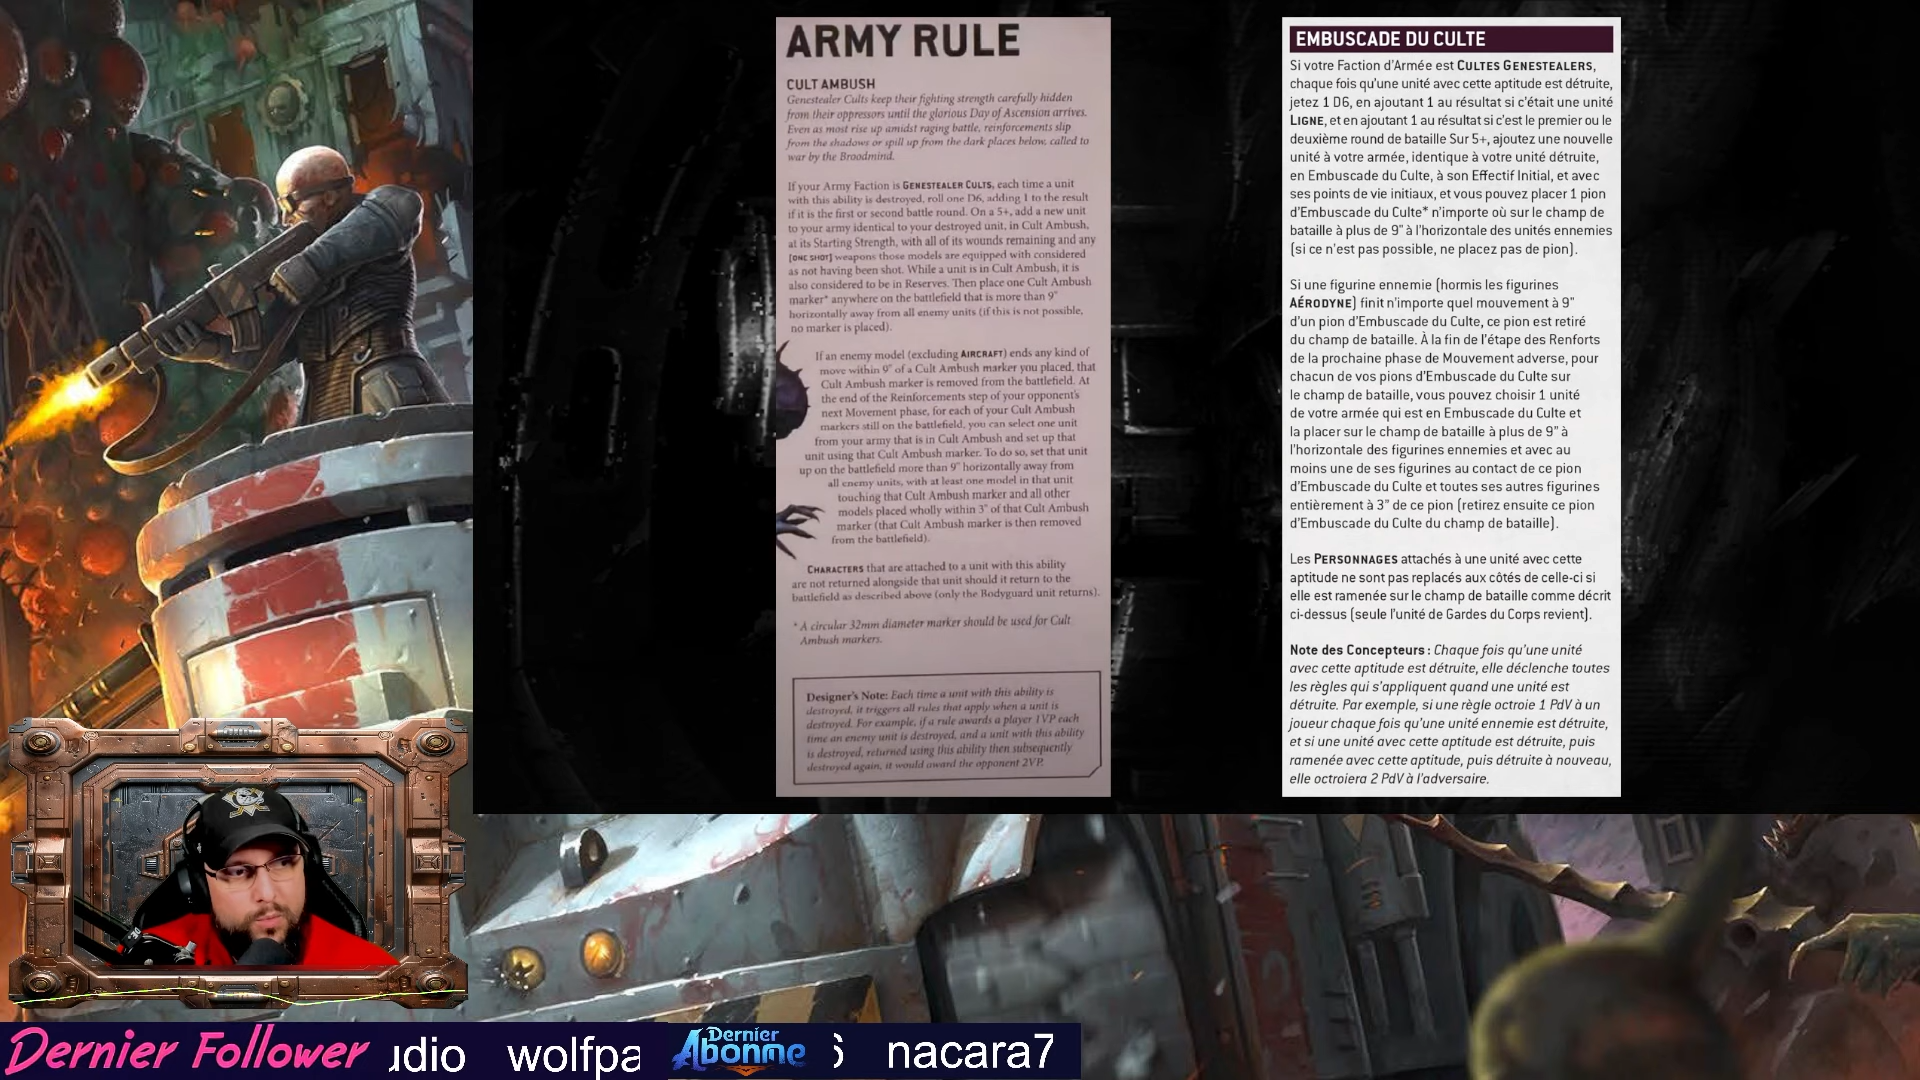 ARMY RULE
CULT AMBUSH
Genestealer Cults keep their fighting strength carefully hidden
from their oppressors until the glorious Day of Ascension arrives.
Even as most rise up amidst raging battle, reinforcements slip
from the shadows or spill up from the dark places below, called to
war by the Broodmind.
If your Army Faction is GENESTEALER CULTS, each time a unit
with this ability is destroyed, roll one D6, adding 1 to the result
if it is the first or second battle round. On a 5+, add a new unit
to your army identical to your destroyed unit, in Cult Ambush,
at its Starting Strength, with all of its wounds remaining and any
[ONE SHOT] weapons those models are equipped with considered
as not having been shot. While a unit is in Cult Ambush, it is
also considered to be in Reserves. Then place one Cult Ambush
marker* anywhere on the battlefield that is more than 9"
horizontally away from all enemy units (if this is not possible,
no marker is placed).
If an enemy model (excluding AIRCRAFT) ends any kind of
move within 9" of a Cult Ambush marker you placed, that
Cult Ambush marker is removed from the battlefield. At
the end of the Reinforcements step of your opponent's
next Movement phase, for each of your Cult Ambush
markers still on the battlefield, you can select one unit
from your army that is in Cult Ambush and set up that
unit using that Cult Ambush marker. To do so, set that unit
up on the battlefield more than 9" horizontally away from
all enemy units, with at least one model in that unit
touching that Cult Ambush marker and all other
models placed wholly within 3" of that Cult Ambush
marker (that Cult Ambush marker is then removed
from the battlefield).
CHARACTERS that are attached to a unit with this ability
are not returned alongside that unit should it return to the
battlefield as described above (only the Bodyguard unit returns).
* A circular 32mm diameter marker should be used for Cult
Ambush markers.
Designer's Note: Each time a unit with this ability is
destroyed, it triggers all rules that apply when a unit is
destroyed. For example, if a rule awards a player 1VP each
time an enemy unit is destroyed, and a unit with this ability
is destroyed, returned using this ability then subsequently
destroyed again, it would award the opponent 2VP.
EMBUSCADE DU CULTE
Si votre Faction d'Armée est CULTES GENESTEALERS,
chaque fois qu'une unité avec cette aptitude est détruite,
jetez 1 D6, en ajoutant 1 au résultat si c'était une unité
LIGNE, et en ajoutant 1 au résultat si c'est le premier ou le
deuxième round de bataille Sur 5+, ajoutez une nouvelle
unité à votre armée, identique à votre unité détruite,
en Embuscade du Culte, à son Effectif Initial, et avec
ses points de vie initiaux, et vous pouvez placer 1 pion
d'Embuscade du Culte* n'importe où sur le champ de
bataille à plus de 9" à l'horizontale des unités ennemies
(si ce n'est pas possible, ne placez pas de pion).
Si une figurine ennemie (hormis les figurines
AÉRODYNE) finit n'importe quel mouvement à 9"
d'un pion d'Embuscade du Culte, ce pion est retiré
du champ de bataille. À la fin de l'étape des Renforts
de la prochaine phase de Mouvement adverse, pour
chacun de vos pions d'Embuscade du Culte sur
le champ de bataille, vous pouvez choisir 1 unité
de votre armée qui est en Embuscade du Culte et
la placer sur le champ de bataille à plus de 9" à
l'horizontale des figurines ennemies et avec au
moins une de ses figurines au contact de ce pion
d'Embuscade du Culte et toutes ses autres figurines
entièrement à 3" de ce pion (retirez ensuite ce pion
d'Embuscade du Culte du champ de bataille).
Les PERSONNAGES attachés à une unité avec cette
aptitude ne sont pas replacés aux côtés de celle-ci si
elle est ramenée sur le champ de bataille comme décrit
ci-dessus (seule l'unité de Gardes du Corps revient).
Note des Concepteurs : Chaque fois qu'une unité
avec cette aptitude est détruite, elle déclenche toutes
les règles qui s'appliquent quand une unité est
détruite. Par exemple, si une règle octroie 1 PdV à un
joueur chaque fois qu'une unité ennemie est détruite,
et si une unité avec cette aptitude est détruite, puis
ramenée avec cette aptitude, puis détruite à nouveau,
elle octroiera 2 PdV à l'adversaire.
Dernier Follower udio wolfpa Dernier Abonné 6 nacara7